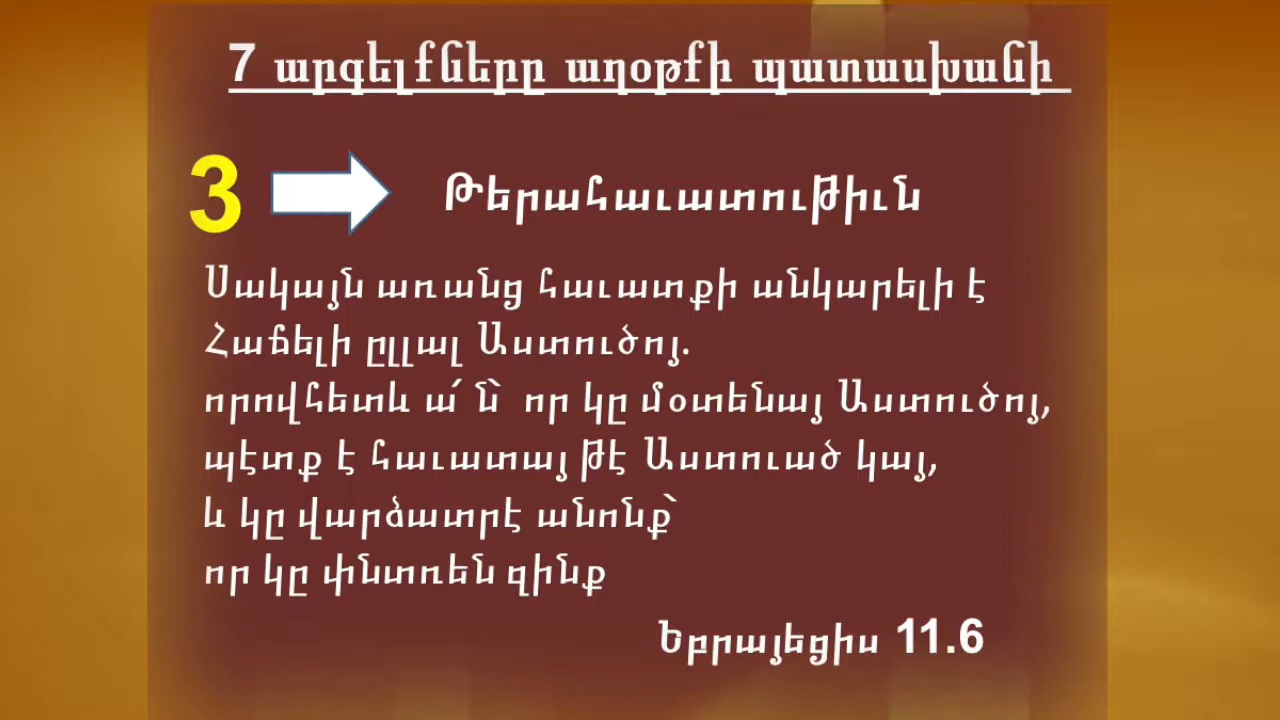 7 արգելքները աղօթքի պատասխանի
3 Թերահաւատութիւն
Սակայն առանց հաւատքի անկարելի է
Հաճելի ըլլալ Աստուծոյ.
որովհետև ա՛ ն՝ որ կը մօտենայ Աստուծոյ,
պէտք է հաւատայ թէ Աստուած կայ,
և կը վարձատրէ անոնք՝
որ կը փնտռեն զինք
Եբրայեցիս 11.6